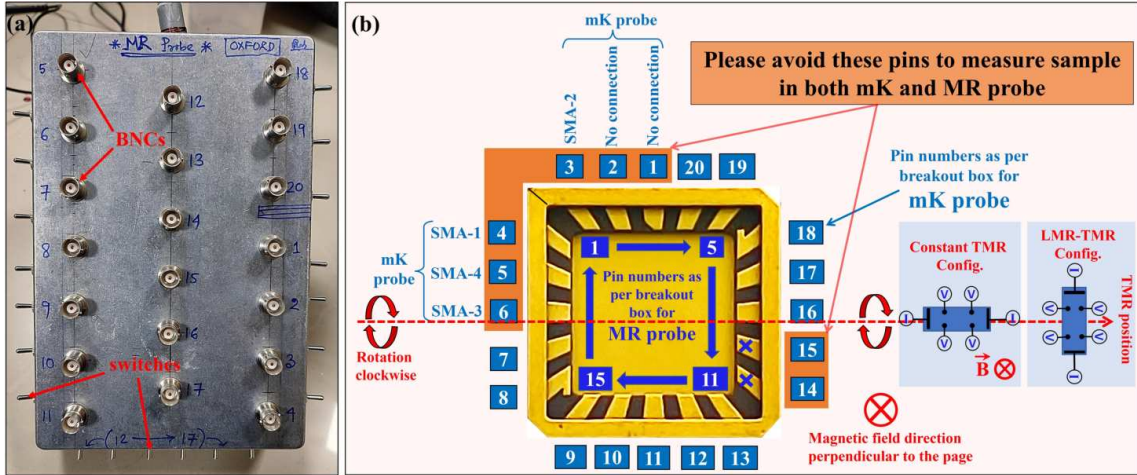 (a)
* MR Probe *
OXFORD
5
18
12
6
19
BNCs
13
7
20
14
8
1
15
9
2
16
10
3
switches
17
11
4
(12 → 17)
(b)
mK probe
SMA-2
No connection
No connection
Please avoid these pins to measure sample
in both mK and MR probe
3
2
1
20
19
Pin numbers as per
breakout box for
mK probe
mK
probe
SMA-1
SMA-4
SMA-3
4
5
6
7
8
1
5
Pin numbers as
per breakout
box for
MR probe
15
11
18
17
16
15
14
9
10
11
12
13
Rotation
clockwise
Constant TMR
Config.
I
V
V
I
V
V
B
LMR-TMR
Config.
I
V
V
V
V
I
TMR position
Magnetic field direction
perpendicular to the page